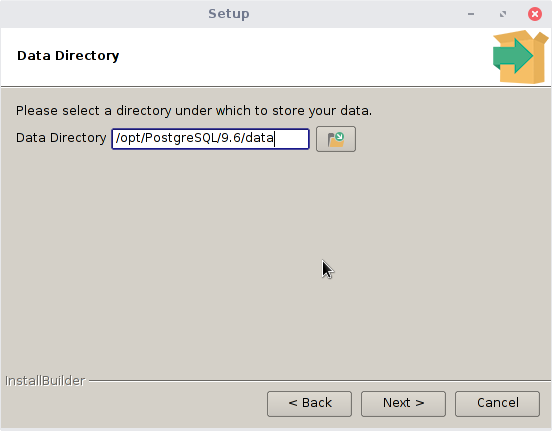 Setup
Data Directory
Please select a directory under which to store your data.
Data Directory /opt/PostgreSQL/9.6/data
InstallBuilder
< Back Next > Cancel